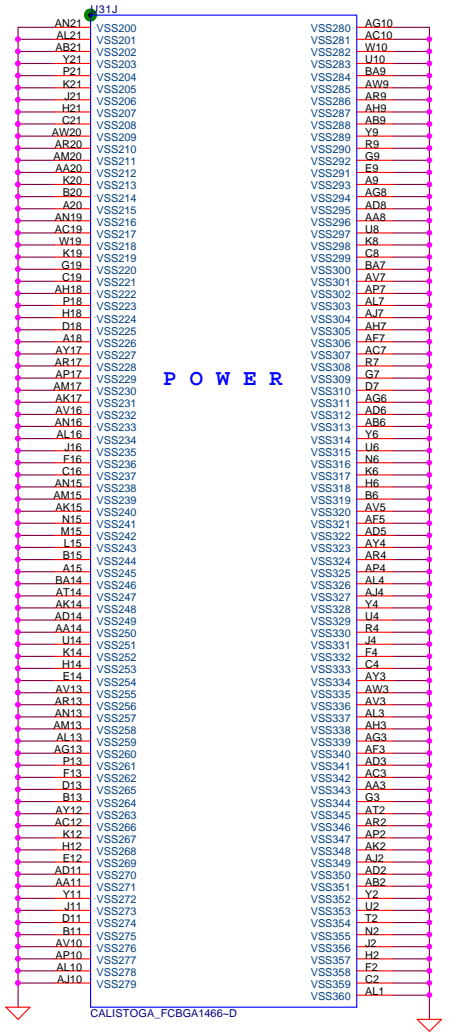 U31J
AN21 VSS200 VSS280 AG10
AL21 VSS201 VSS281 AC10
AB21 VSS202 VSS282 W10
Y21 VSS203 VSS283 U10
P21 VSS204 VSS284 BA9
K21 VSS205 VSS285 AW9
J21 VSS206 VSS286 AR9
H21 VSS207 VSS287 AH9
C21 VSS208 VSS288 AB9
AW20 VSS209 VSS289 Y9
AR20 VSS210 VSS290 R9
AM20 VSS211 VSS291 G9
AA20 VSS212 VSS292 E9
K20 VSS213 VSS293 A9
B20 VSS214 VSS294 AG8
A20 VSS215 VSS295 AD8
AN19 VSS216 VSS296 AA8
AC19 VSS217 VSS297 U8
W19 VSS218 VSS298 K8
K19 VSS219 VSS299 C8
G19 VSS220 VSS300 BA7
C19 VSS221 VSS301 AV7
AH18 VSS222 VSS302 AP7
P18 VSS223 VSS303 AL7
H18 VSS224 VSS304 AJ7
D18 VSS225 VSS305 AH7
A18 VSS226 VSS306 AF7
AY17 VSS227 VSS307 AC7
AR17 VSS228 VSS308 R7
AP17 VSS229 POWER VSS309 G7
AM17 VSS230 VSS310 D7
AK17 VSS231 VSS311 AG6
AV16 VSS232 VSS312 AD6
AN16 VSS233 VSS313 AB6
AL16 VSS234 VSS314 Y6
J16 VSS235 VSS315 U6
F16 VSS236 VSS316 N6
C16 VSS237 VSS317 K6
AN15 VSS238 VSS318 H6
AM15 VSS239 VSS319 B6
AK15 VSS240 VSS320 AV5
N15 VSS241 VSS321 AF5
M15 VSS242 VSS322 AD5
L15 VSS243 VSS323 AY4
B15 VSS244 VSS324 AR4
A15 VSS245 VSS325 AP4
BA14 VSS246 VSS326 AL4
AT14 VSS247 VSS327 AJ4
AK14 VSS248 VSS328 Y4
AD14 VSS249 VSS329 U4
AA14 VSS250 VSS330 R4
U14 VSS251 VSS331 J4
K14 VSS252 VSS332 F4
H14 VSS253 VSS333 C4
E14 VSS254 VSS334 AY3
AV13 VSS255 VSS335 AW3
AR13 VSS256 VSS336 AV3
AN13 VSS257 VSS337 AL3
AM13 VSS258 VSS338 AH3
AL13 VSS259 VSS339 AG3
AG13 VSS260 VSS340 AF3
P13 VSS261 VSS341 AD3
F13 VSS262 VSS342 AC3
D13 VSS263 VSS343 AA3
B13 VSS264 VSS344 G3
AY12 VSS265 VSS345 AT2
AC12 VSS266 VSS346 AR2
K12 VSS267 VSS347 AP2
H12 VSS268 VSS348 AK2
E12 VSS269 VSS349 AJ2
AD11 VSS270 VSS350 AD2
AA11 VSS271 VSS351 AB2
Y11 VSS272 VSS352 Y2
J11 VSS273 VSS353 U2
D11 VSS274 VSS354 T2
B11 VSS275 VSS355 N2
AV10 VSS276 VSS356 J2
AP10 VSS277 VSS357 H2
AL10 VSS278 VSS358 F2
AJ10 VSS279 VSS359 C2
VSS360 AL1
CALISTOGA_FCBGA1466~D